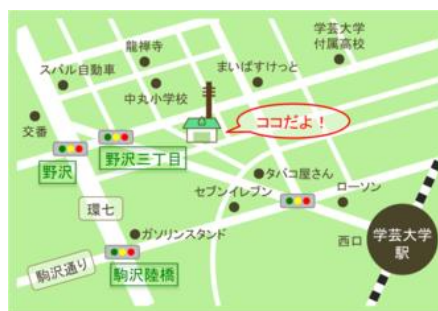 学芸大学
付属高校
龍禅寺
スバル自動車
まいばすけっと
中丸小学校
ココだよ！
交番
野沢三丁目
野沢
タバコ屋さん
セブンイレブン
ローソン
環七
ガソリンスタンド
西口
学芸大学
駅
駒沢通り
駒沢陸橋